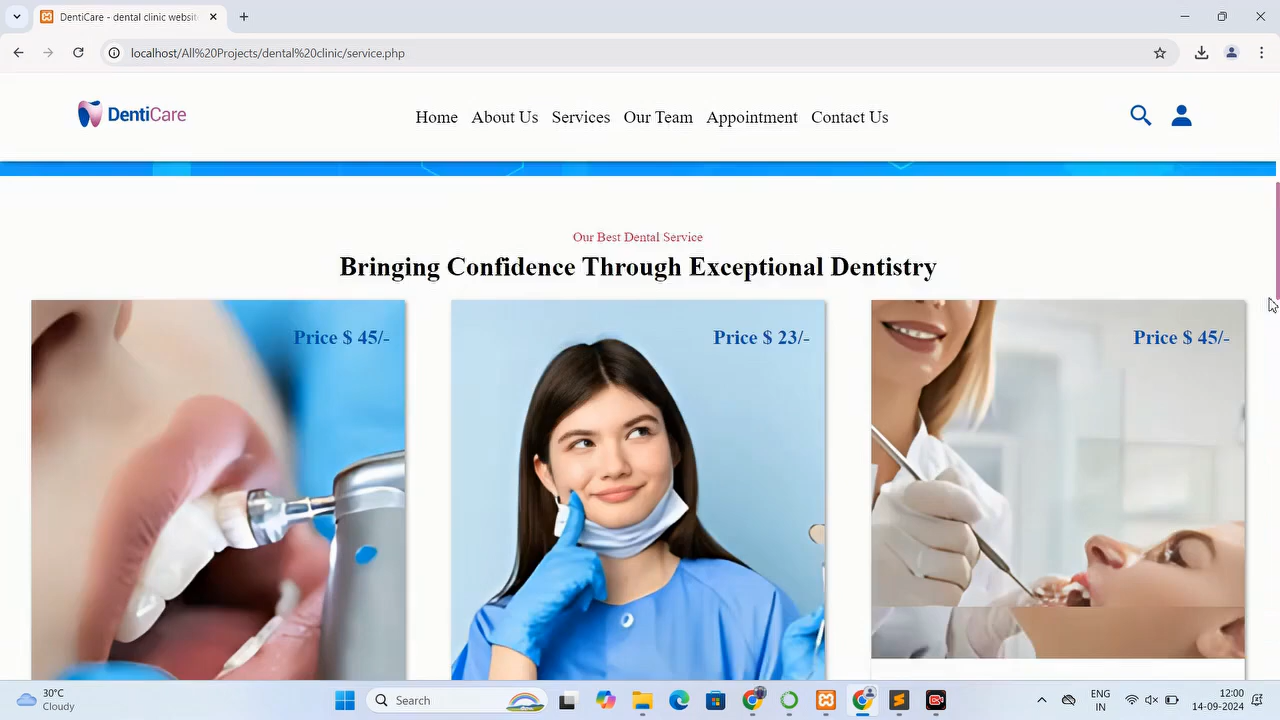 DentiCare - dental clinic websit
localhost/All%20Projects/dental%20clinic/service.php
DentiCare
Home About Us Services Our Team Appointment Contact Us
Our Best Dental Service
Bringing Confidence Through Exceptional Dentistry
Price $ 45/-
Price $ 23/-
Price $ 45/-
30°C
Cloudy
Search
ENG
IN
12:00
14-09-2024